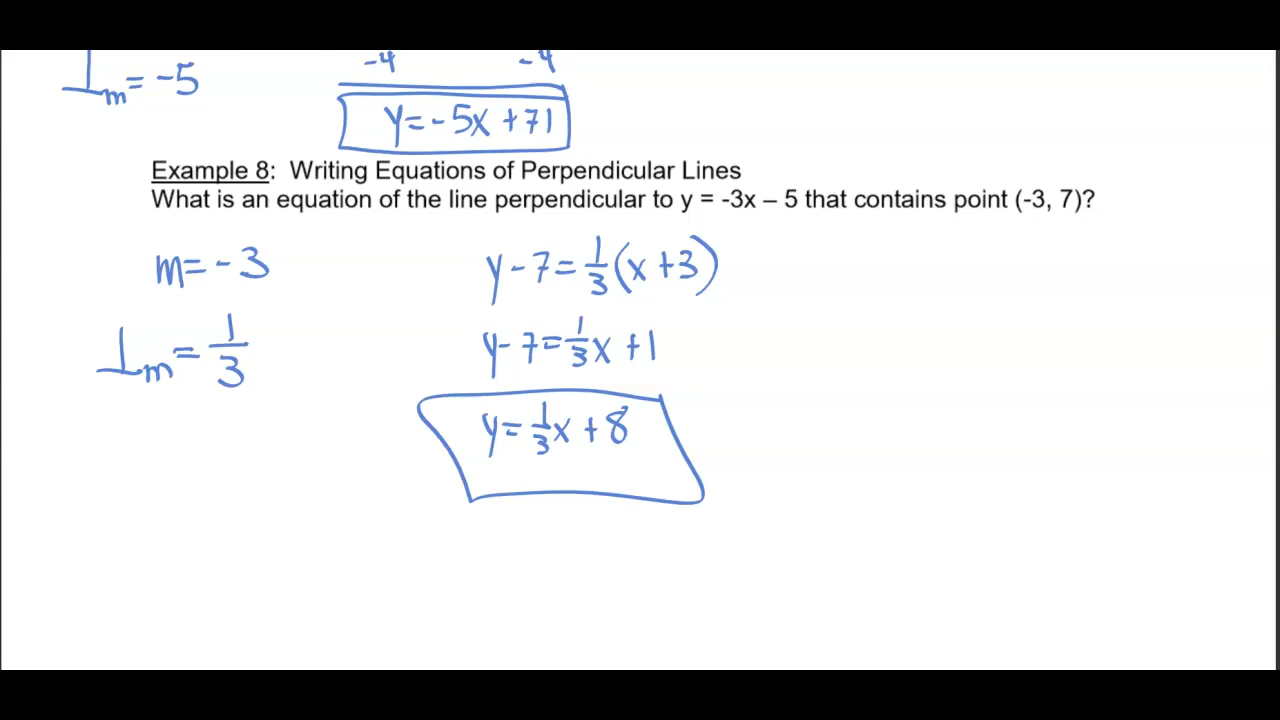 -4 -4
⊥m = -5
y = -5x + 71
Example 8: Writing Equations of Perpendicular Lines
What is an equation of the line perpendicular to y = -3x – 5 that contains point (-3, 7)?
m = -3
⊥m = 1/3
y - 7 = 1/3 (x + 3)
y - 7 = 1/3 x + 1
y = 1/3 x + 8